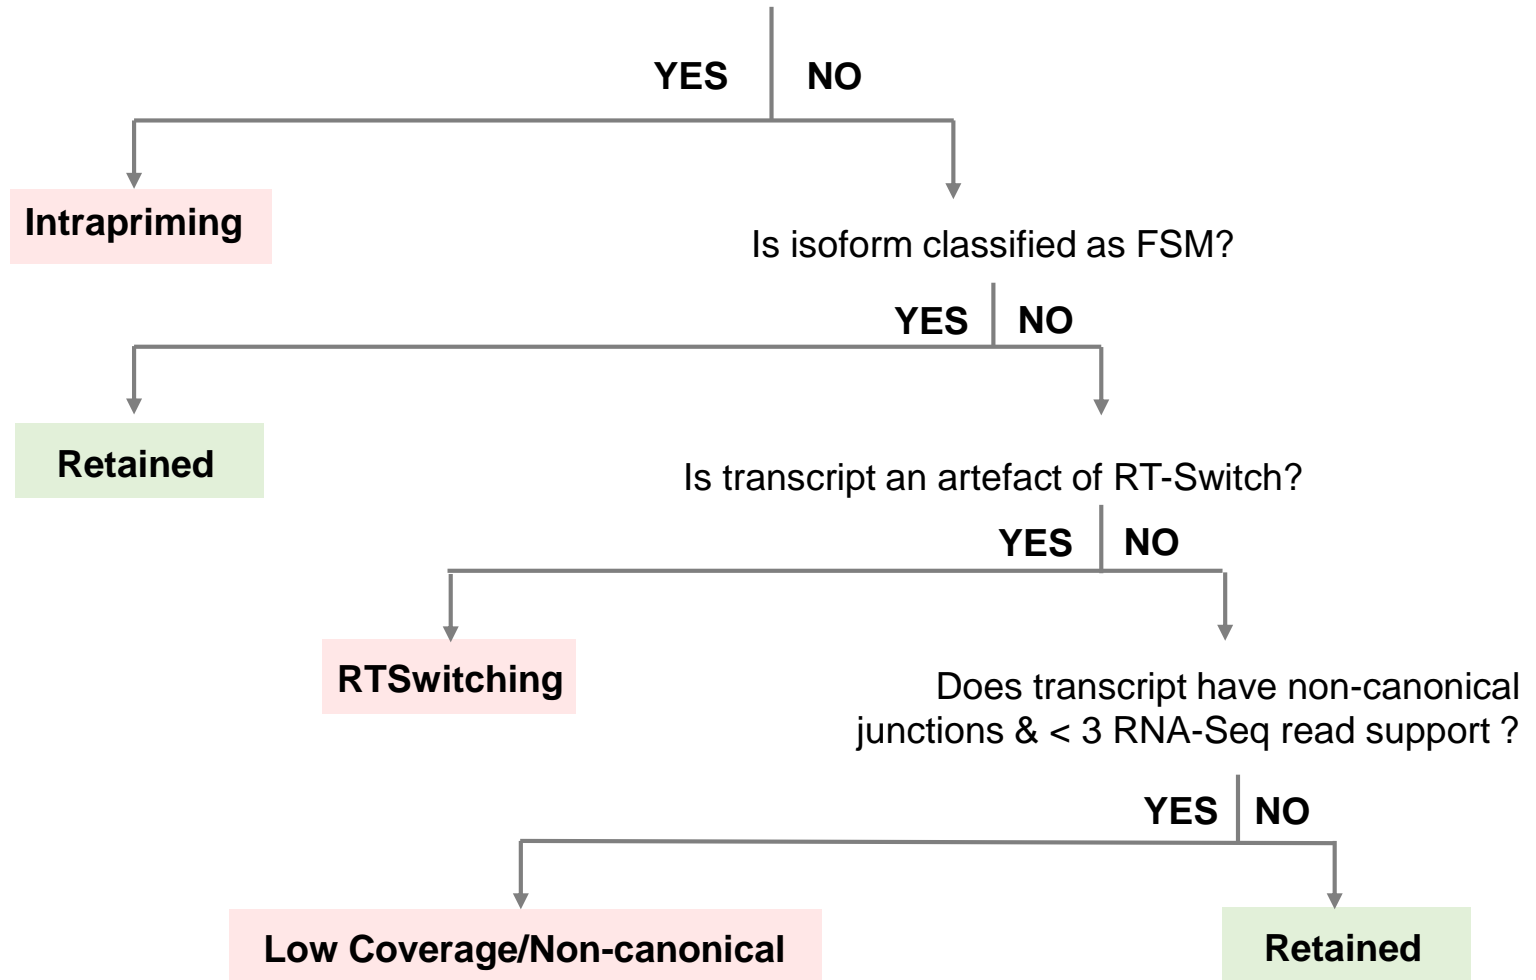 YES NO
Intrapriming
Is isoform classified as FSM?
YES NO
Retained
Is transcript an artefact of RT-Switch?
YES NO
RTSwitching
Does transcript have non-canonical
junctions & < 3 RNA-Seq read support ?
YES NO
Low Coverage/Non-canonical
Retained